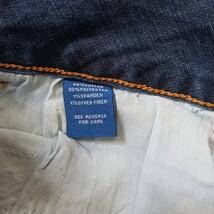 30%POLYESTER
1%SPANDEX
1%OTHER FIBER
SEE REVERSE
FOR CARE